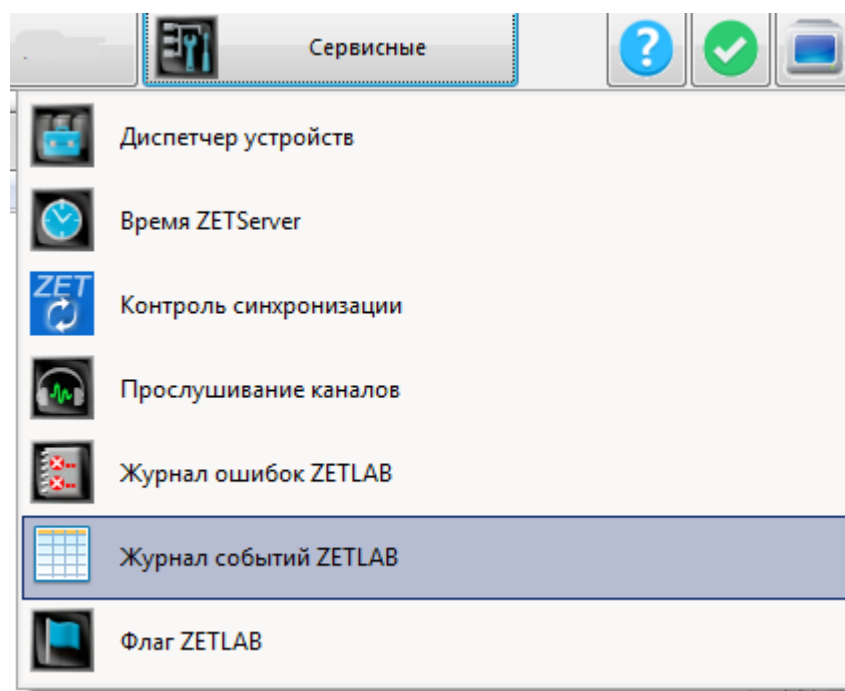 Сервисные
Диспетчер устройств
Время ZETServer
ZET
Контроль синхронизации
Прослушивание каналов
Журнал ошибок ZETLAB
Журнал событий ZETLAB
Флаг ZETLAB